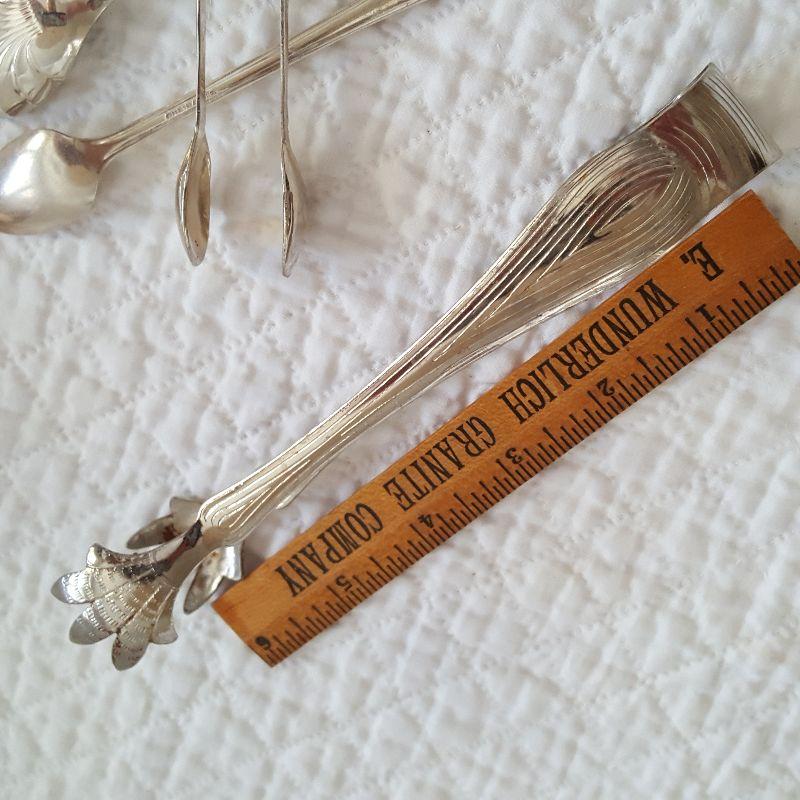 E. WUNDERLICH GRANITE COMPANY
1 2 3 4 5 6